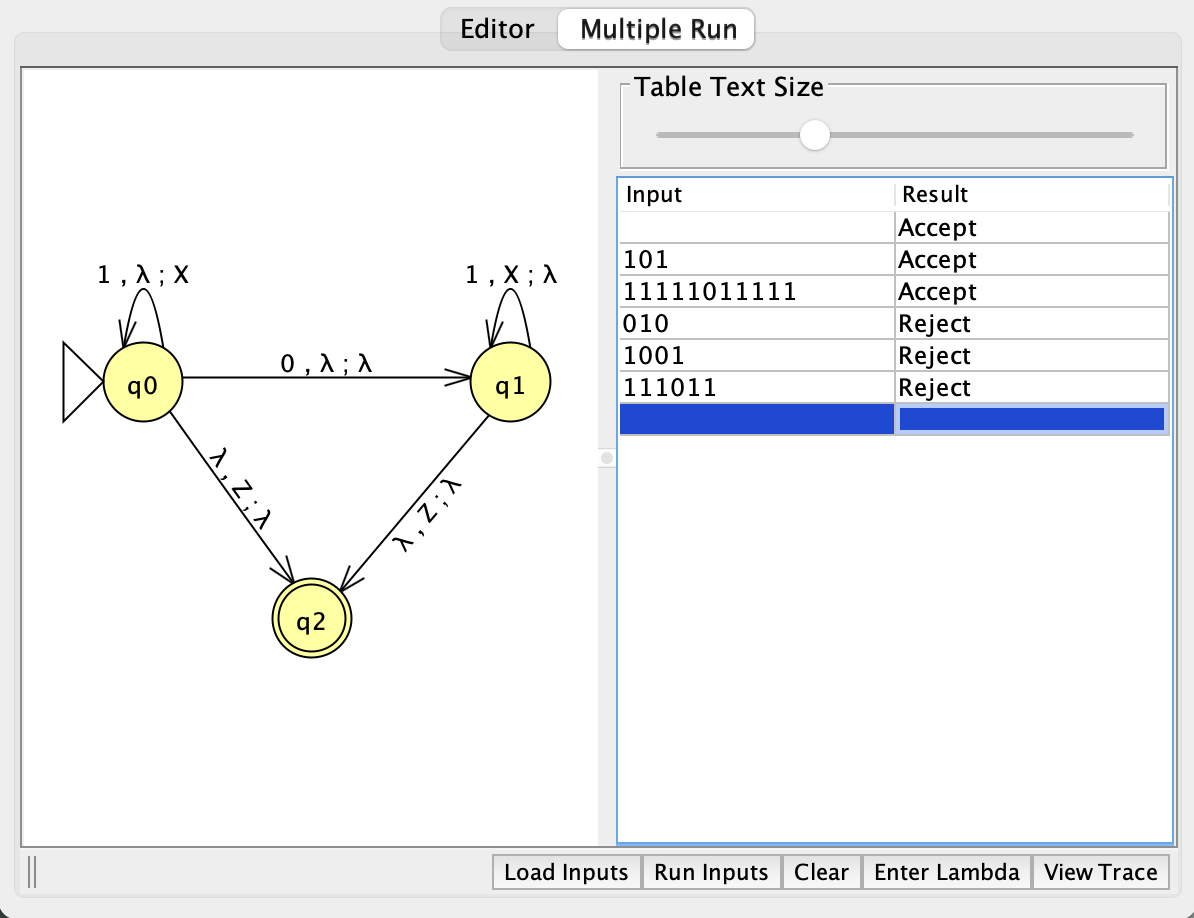 Editor Multiple Run
Table Text Size
Input Result
Accept
101 Accept
11111011111 Accept
010 Reject
1001 Reject
111011 Reject
1 , λ ; X
1 , X ; λ
0 , λ ; λ
q0
q1
λ , Z ; λ
λ , Z ; λ
q2
Load Inputs Run Inputs Clear Enter Lambda View Trace